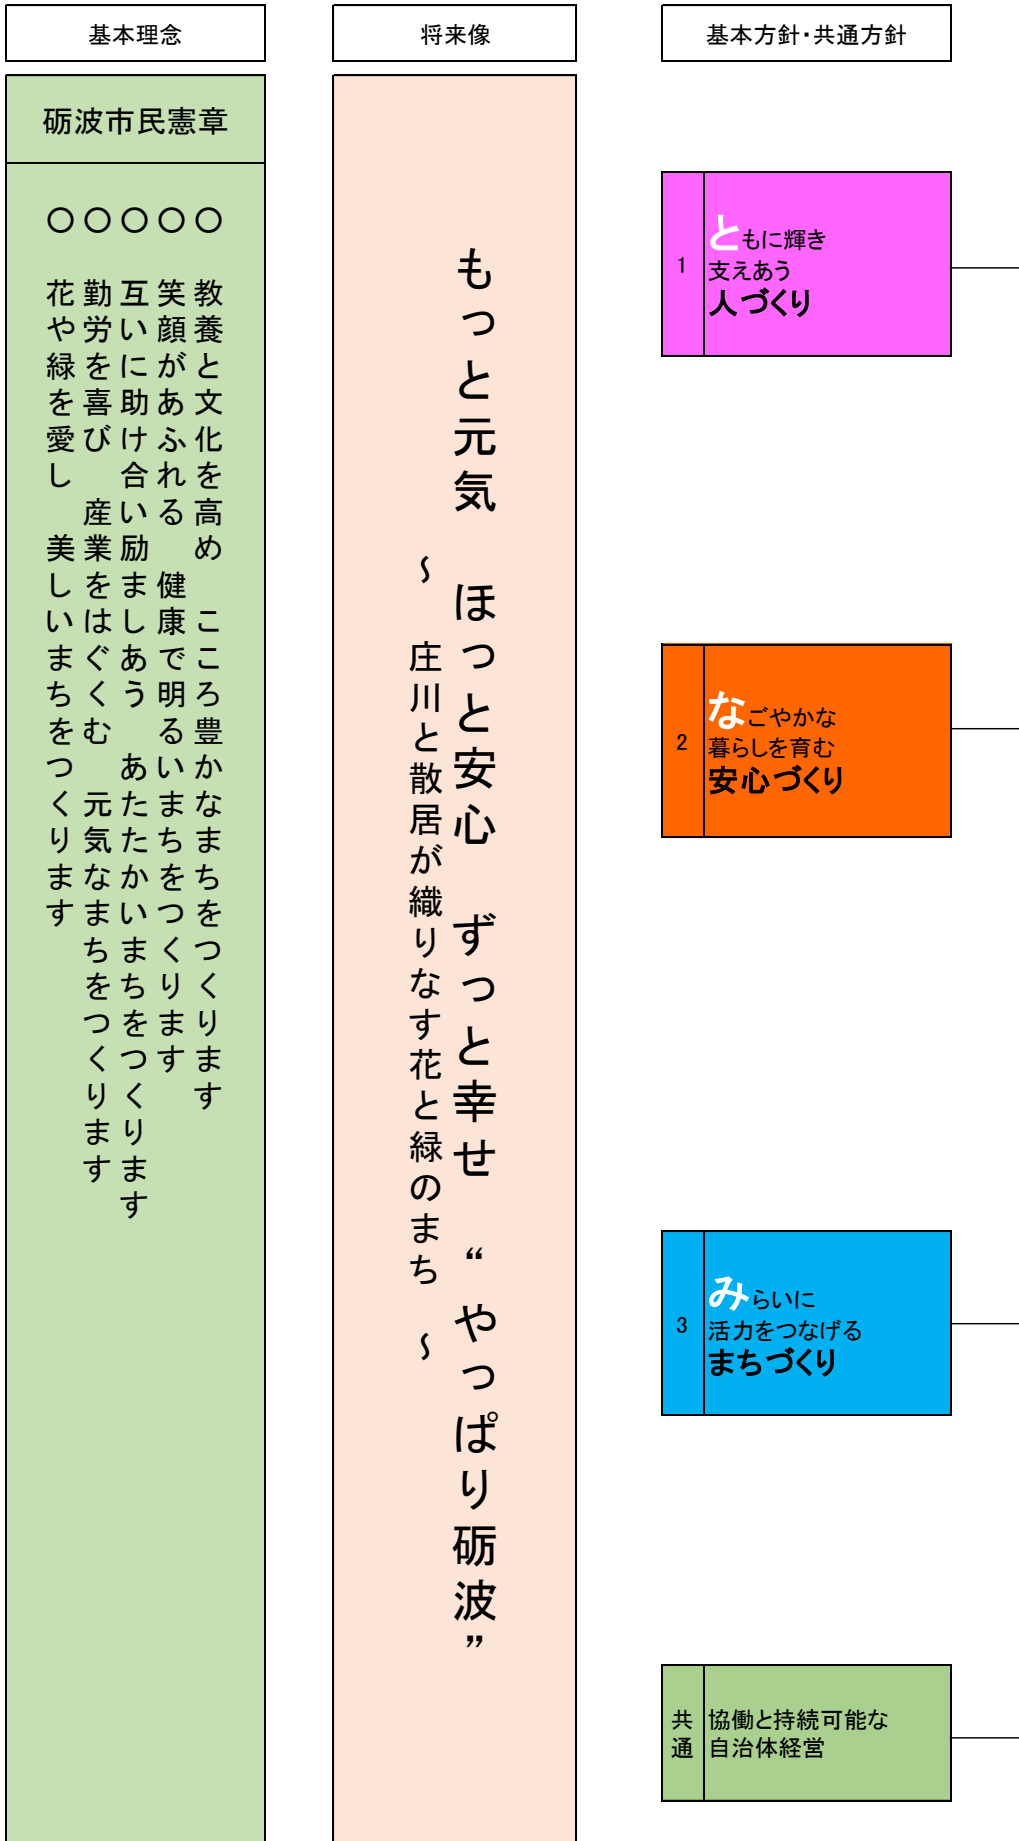 基本理念
将来像
基本方針・共通方針
砺波市民憲章
○ 教養と文化を高め こころ豊かなまちをつくります
○ 笑顔があふれる 健康で明るいまちをつくります
○ 互いに助け合い励ましあう あたたかいまちをつくります
○ 勤労を喜び 産業をはぐくむ 元気なまちをつくります
○ 花や緑を愛し 美しいまちをつくります
もっと元気 ほっと安心 ずっと幸せ “やっぱり砺波”
~ 庄川と散居が織りなす花と緑のまち ~
1
ともに輝き
支えあう
人づくり
2
なごやかな
暮らしを育む
安心づくり
3
みらいに
活力をつなげる
まちづくり
共通
協働と持続可能な
自治体経営